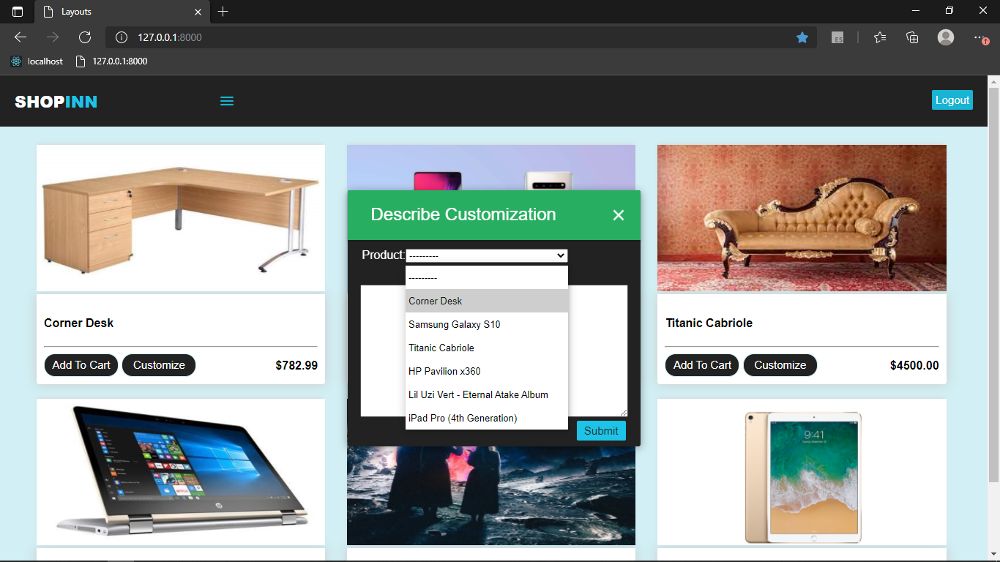 Layouts
127.0.0.1:8000
ES
localhost
127.0.0.1:8000
SHOPINN
Logout
Describe Customization
Product:
---------
---------
Corner Desk
Samsung Galaxy S10
Titanic Cabriole
HP Pavilion x360
Lil Uzi Vert - Eternal Atake Album
iPad Pro (4th Generation)
Submit
Corner Desk
Add To Cart
Customize
$782.99
Titanic Cabriole
Add To Cart
Customize
$4500.00
hp
9:41